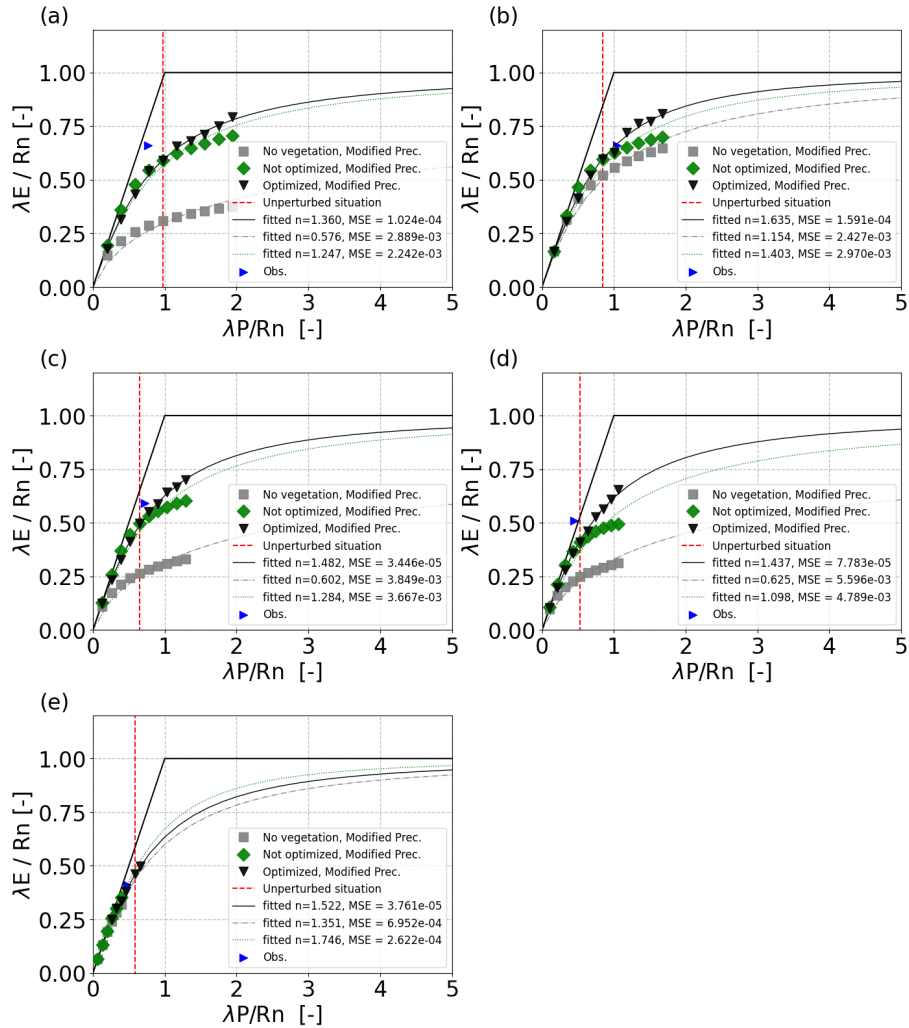 (a)
1.00
0.75
0.50
0.25
0.00
λE / Rn [-]
No vegetation, Modified Prec.
Not optimized, Modified Prec.
Optimized, Modified Prec.
Unperturbed situation
fitted n=1.360, MSE = 1.024e-04
fitted n=0.576, MSE = 2.889e-03
fitted n=1.247, MSE = 2.242e-03
Obs.
0 1 2 3 4 5
λP/Rn [-]
(b)
1.00
0.75
0.50
0.25
0.00
λE / Rn [-]
No vegetation, Modified Prec.
Not optimized, Modified Prec.
Optimized, Modified Prec.
Unperturbed situation
fitted n=1.635, MSE = 1.591e-04
fitted n=1.154, MSE = 2.427e-03
fitted n=1.403, MSE = 2.970e-03
Obs.
0 1 2 3 4 5
λP/Rn [-]
(c)
1.00
0.75
0.50
0.25
0.00
λE / Rn [-]
No vegetation, Modified Prec.
Not optimized, Modified Prec.
Optimized, Modified Prec.
Unperturbed situation
fitted n=1.482, MSE = 3.446e-05
fitted n=0.602, MSE = 3.849e-03
fitted n=1.284, MSE = 3.667e-03
Obs.
0 1 2 3 4 5
λP/Rn [-]
(d)
1.00
0.75
0.50
0.25
0.00
λE / Rn [-]
No vegetation, Modified Prec.
Not optimized, Modified Prec.
Optimized, Modified Prec.
Unperturbed situation
fitted n=1.437, MSE = 7.783e-05
fitted n=0.625, MSE = 5.596e-03
fitted n=1.098, MSE = 4.789e-03
Obs.
0 1 2 3 4 5
λP/Rn [-]
(e)
1.00
0.75
0.50
0.25
0.00
λE / Rn [-]
No vegetation, Modified Prec.
Not optimized, Modified Prec.
Optimized, Modified Prec.
Unperturbed situation
fitted n=1.522, MSE = 3.761e-05
fitted n=1.351, MSE = 6.952e-04
fitted n=1.746, MSE = 2.622e-04
Obs.
0 1 2 3 4 5
λP/Rn [-]